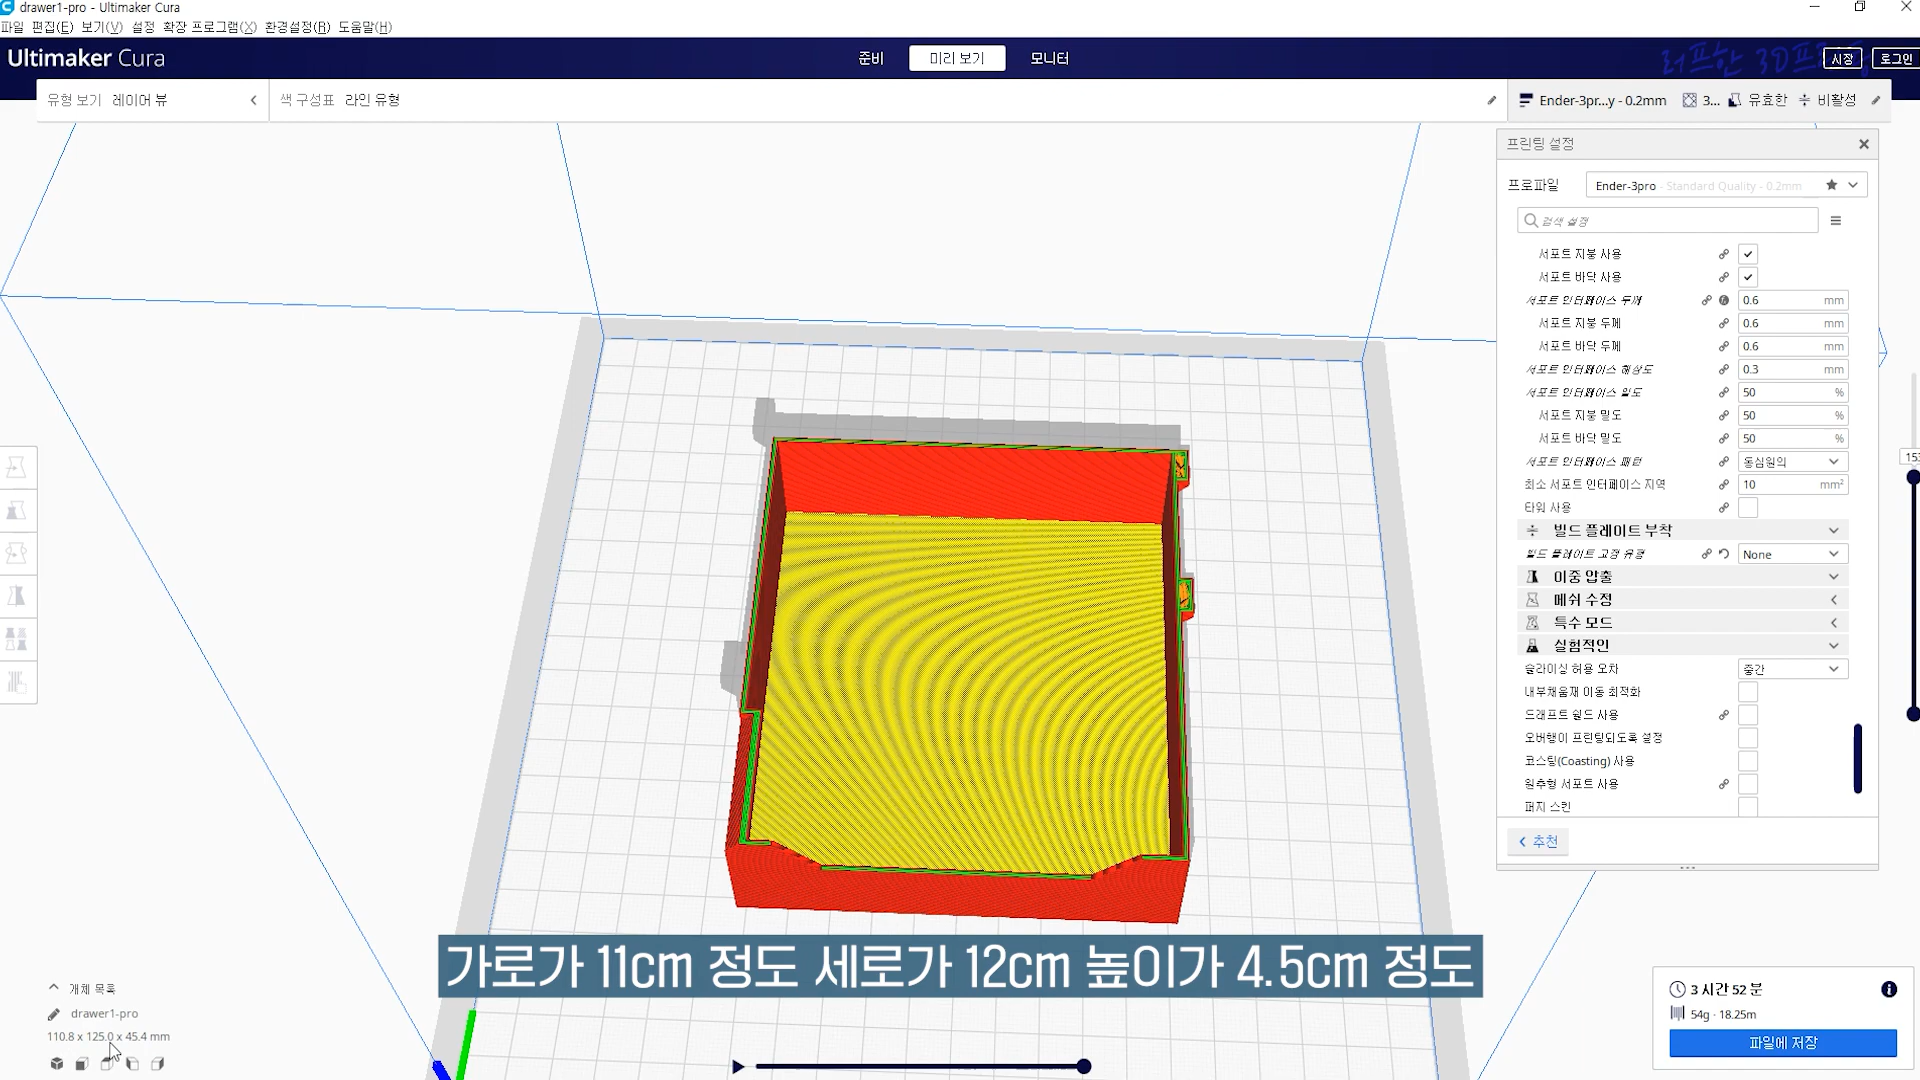 drawer1-pro - Ultimaker Cura
파일 편집(E) 보기(V) 설정 확장 프로그램(X) 환경설정(R) 도움말(H)
Ultimaker Cura
준비 미리 보기 모니터
러프한 3D프
시장 로그인
유형 보기 레이어 뷰
색 구성표 라인 유형
Ender-3pr...y - 0.2mm 3... 유효한 비활성
프린팅 설정
프로파일 Ender-3pro - Standard Quality - 0.2mm
검색 설정
서포트 지붕 사용
서포트 바닥 사용
서포트 인터페이스 두께 0.6 mm
서포트 지붕 두께 0.6 mm
서포트 바닥 두께 0.6 mm
서포트 인터페이스 해상도 0.3 mm
서포트 인터페이스 밀도 50 %
서포트 지붕 밀도 50 %
서포트 바닥 밀도 50 %
서포트 인터페이스 패턴 동심원의
최소 서포트 인터페이스 지역 10 mm²
타워 사용
빌드 플레이트 부착
빌드 플레이트 고정 유형 None
이중 압출
메쉬 수정
특수 모드
실험적인
슬라이싱 허용 오차 중간
내부채움재 이동 최적화
드래프트 쉴드 사용
오버행이 프린팅되도록 설정
코스팅(Coasting) 사용
원추형 서포트 사용
퍼지 스킨
추천
153
가로가 11cm 정도 세로가 12cm 높이가 4.5cm 정도
개체 목록
drawer1-pro
110.8 x 125.0 x 45.4 mm
3 시간 52 분
54g · 18.25m
파일에 저장